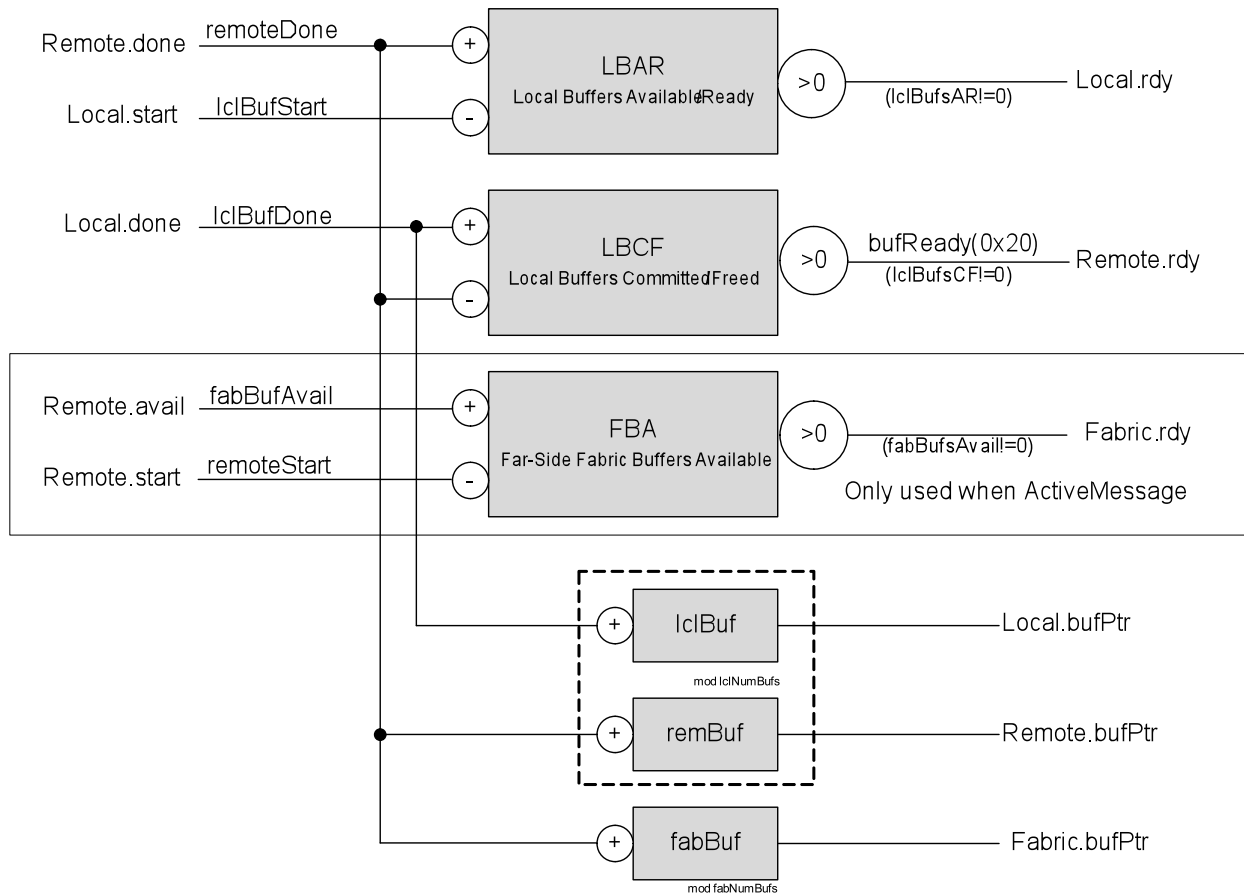 Remote.done
remoteDone
+
LBAR
Local Buffers Available/Ready
>0
Local.rdy
(lclBufsAR!=0)
Local.start
lclBufStart
-
Local.done
lclBufDone
+
LBCF
Local Buffers Committed/Freed
>0
bufReady(0x20)
(lclBufsCF!=0)
Remote.rdy
-
Remote.avail
fabBufAvail
+
FBA
Far-Side Fabric Buffers Available
>0
(fabBufsAvail!=0)
Fabric.rdy
Remote.start
remoteStart
-
Only used when ActiveMessage
+
lclBuf
Local.bufPtr
mod lclNumBufs
+
remBuf
Remote.bufPtr
+
fabBuf
Fabric.bufPtr
mod fabNumBufs